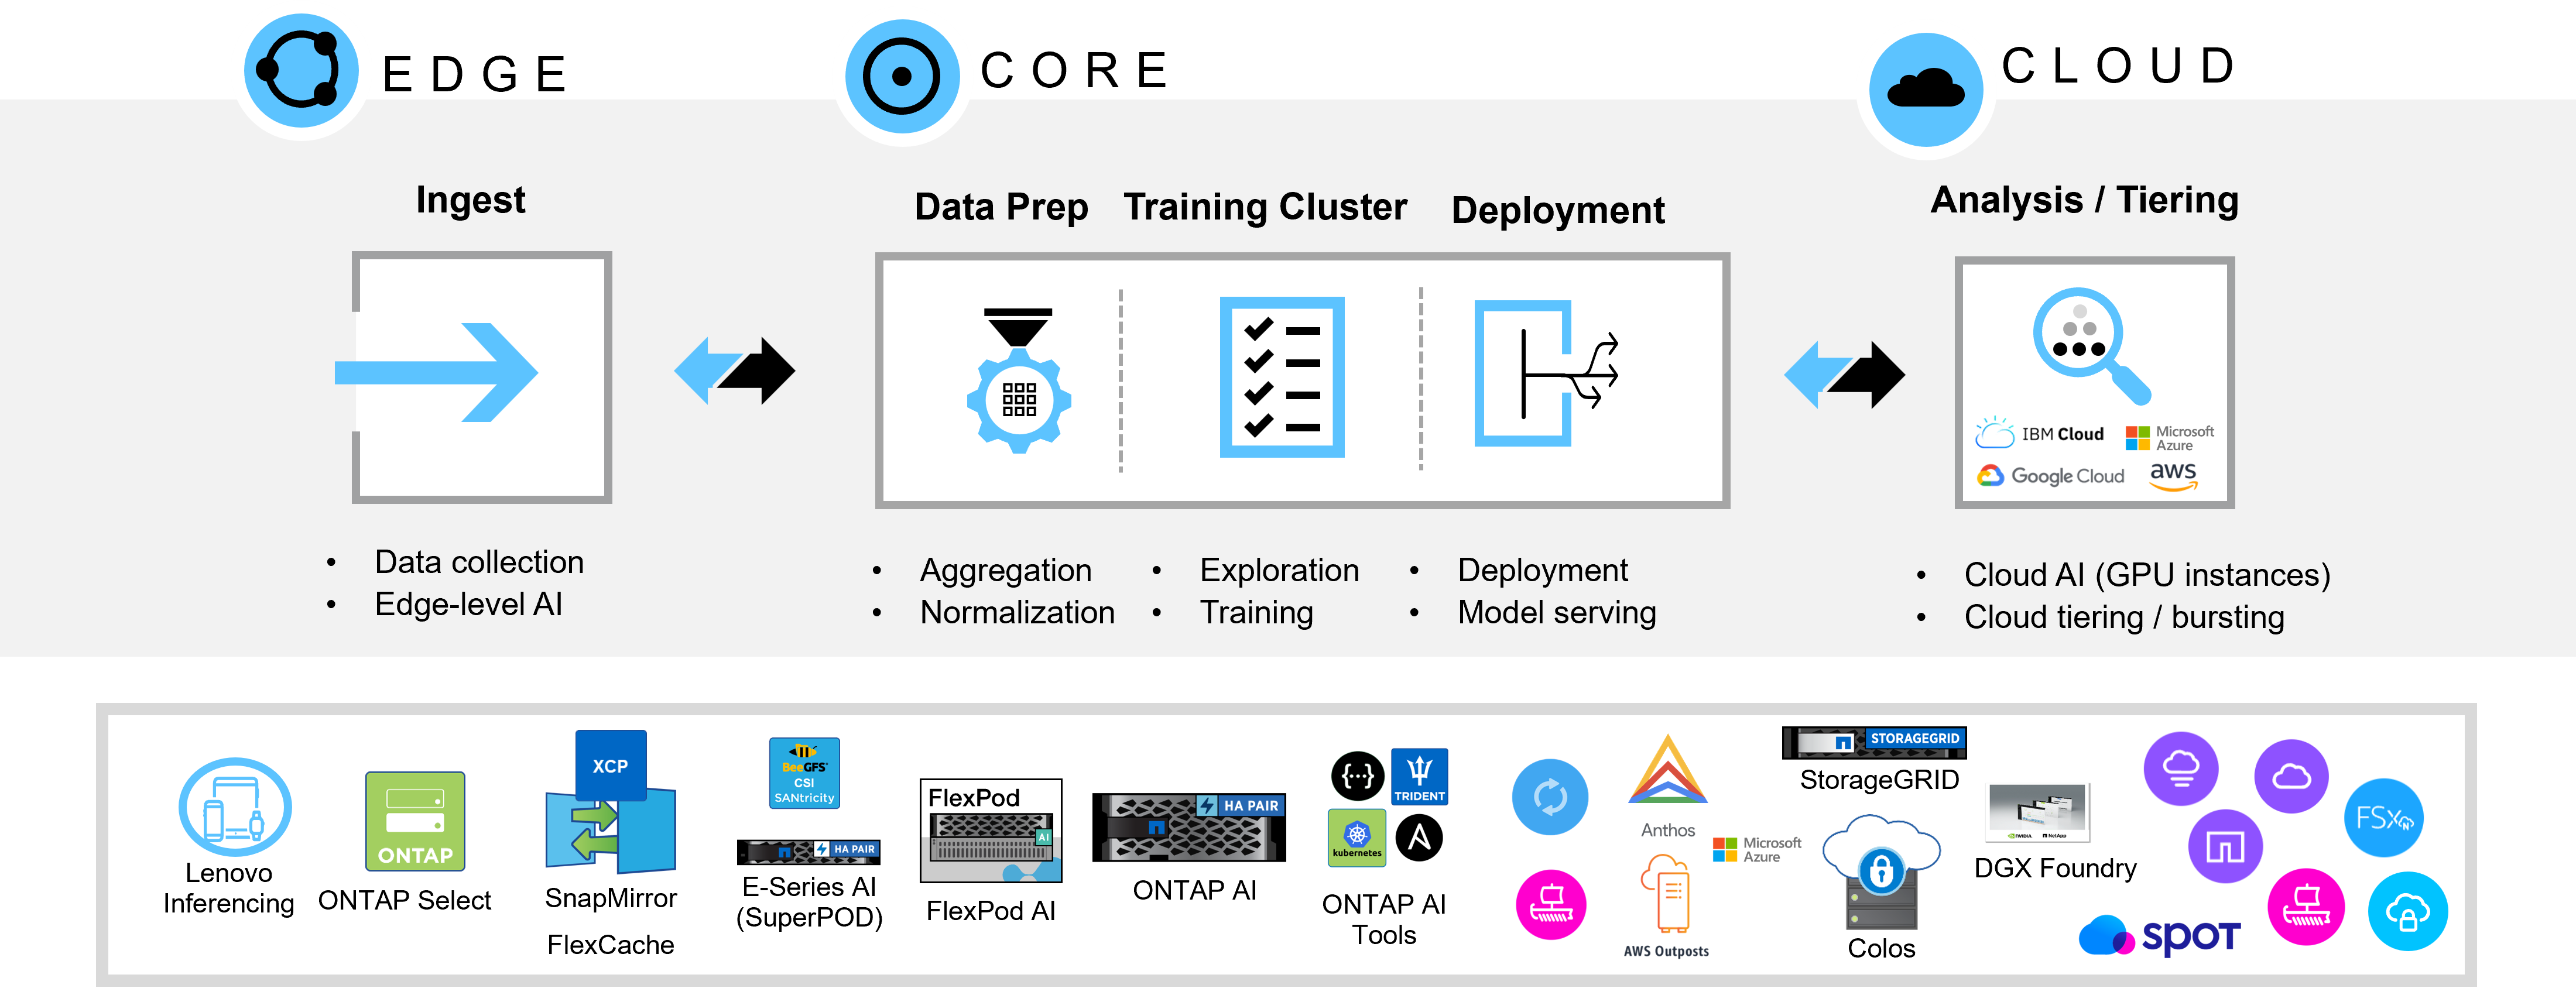 EDGE
CORE
CLOUD
Ingest
Data Prep
Training Cluster
Deployment
Analysis / Tiering
IBM Cloud
Microsoft
Azure
Google Cloud
aws
• Data collection
• Edge-level AI
• Aggregation
• Normalization
• Exploration
• Training
• Deployment
• Model serving
• Cloud AI (GPU instances)
• Cloud tiering / bursting
Lenovo
Inferencing
ONTAP
ONTAP Select
XCP
SnapMirror
FlexCache
BeeGFS
CSI
SANtricity
HA PAIR
E-Series AI
(SuperPOD)
FlexPod
AI
FlexPod AI
HA PAIR
ONTAP AI
{...}
TRIDENT
kubernetes
A
ONTAP AI
Tools
Anthos
Microsoft
Azure
AWS Outposts
STORAGEGRID
StorageGRID
Colos
NVIDIA
NetApp
DGX Foundry
FSxN
spot